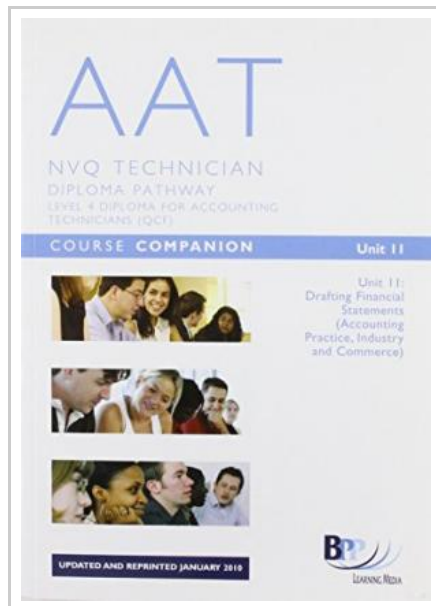 AAT
NVQ TECHNICIAN
DIPLOMA PATHWAY
LEVEL 4 DIPLOMA FOR ACCOUNTING
TECHNICIANS (QCF)
COURSE COMPANION Unit 11
Unit 11:
Drafting Financial
Statements
(Accounting
Practice, Industry
and Commerce)
UPDATED AND REPRINTED JANUARY 2010
BPP
LEARNING MEDIA